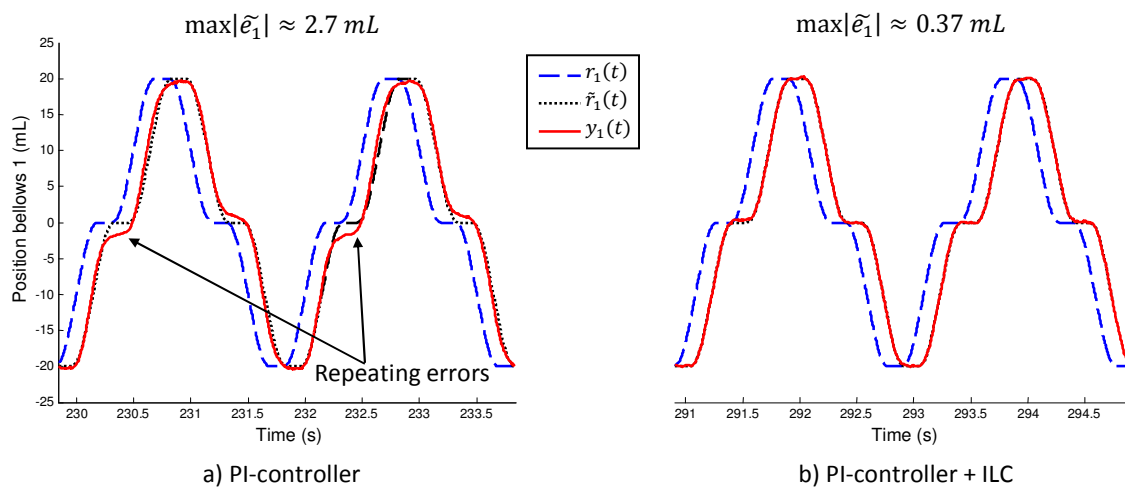 max|ẽ₁| ≈ 2.7 mL
max|ẽ₁| ≈ 0.37 mL
r₁(t)
r̃₁(t)
y₁(t)
Position bellows 1 (mL)
25
20
15
10
5
0
-5
-10
-15
-20
-25
Repeating errors
230 230.5 231 231.5 232 232.5 233 233.5
291 291.5 292 292.5 293 293.5 294 294.5
Time (s)
Time (s)
a) PI-controller
b) PI-controller + ILC